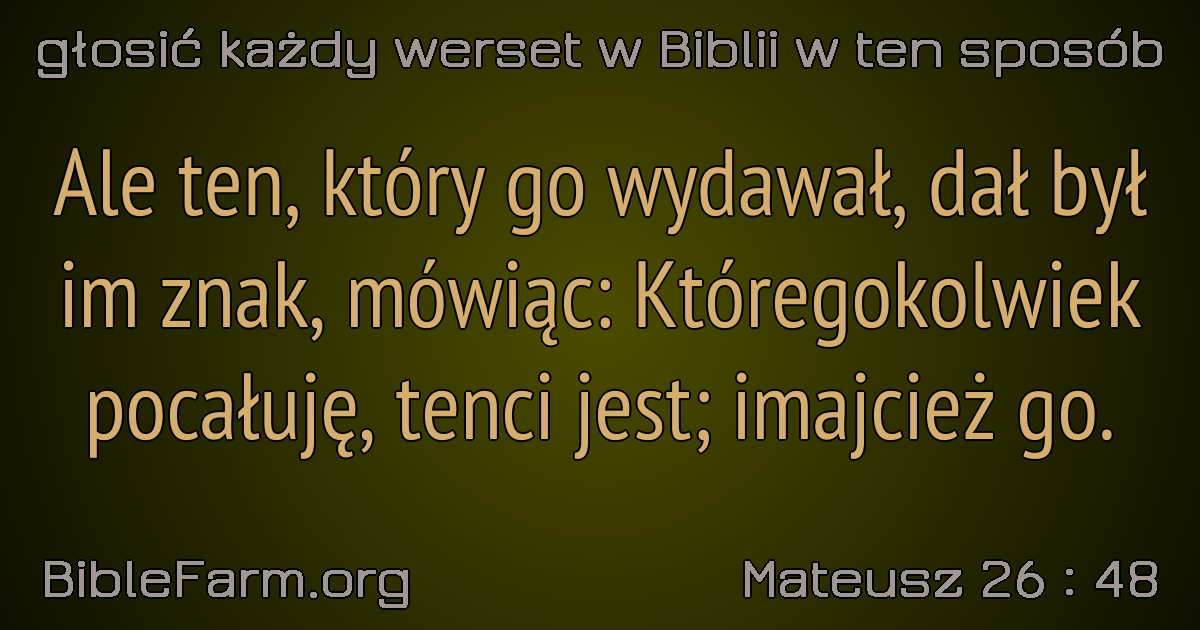 głosić każdy werset w Biblii w ten sposób
Ale ten, który go wydawał, dał był
im znak, mówiąc: Któregokolwiek
pocałuję, tenci jest; imajcież go.
BibleFarm.org
Mateusz 26 : 48